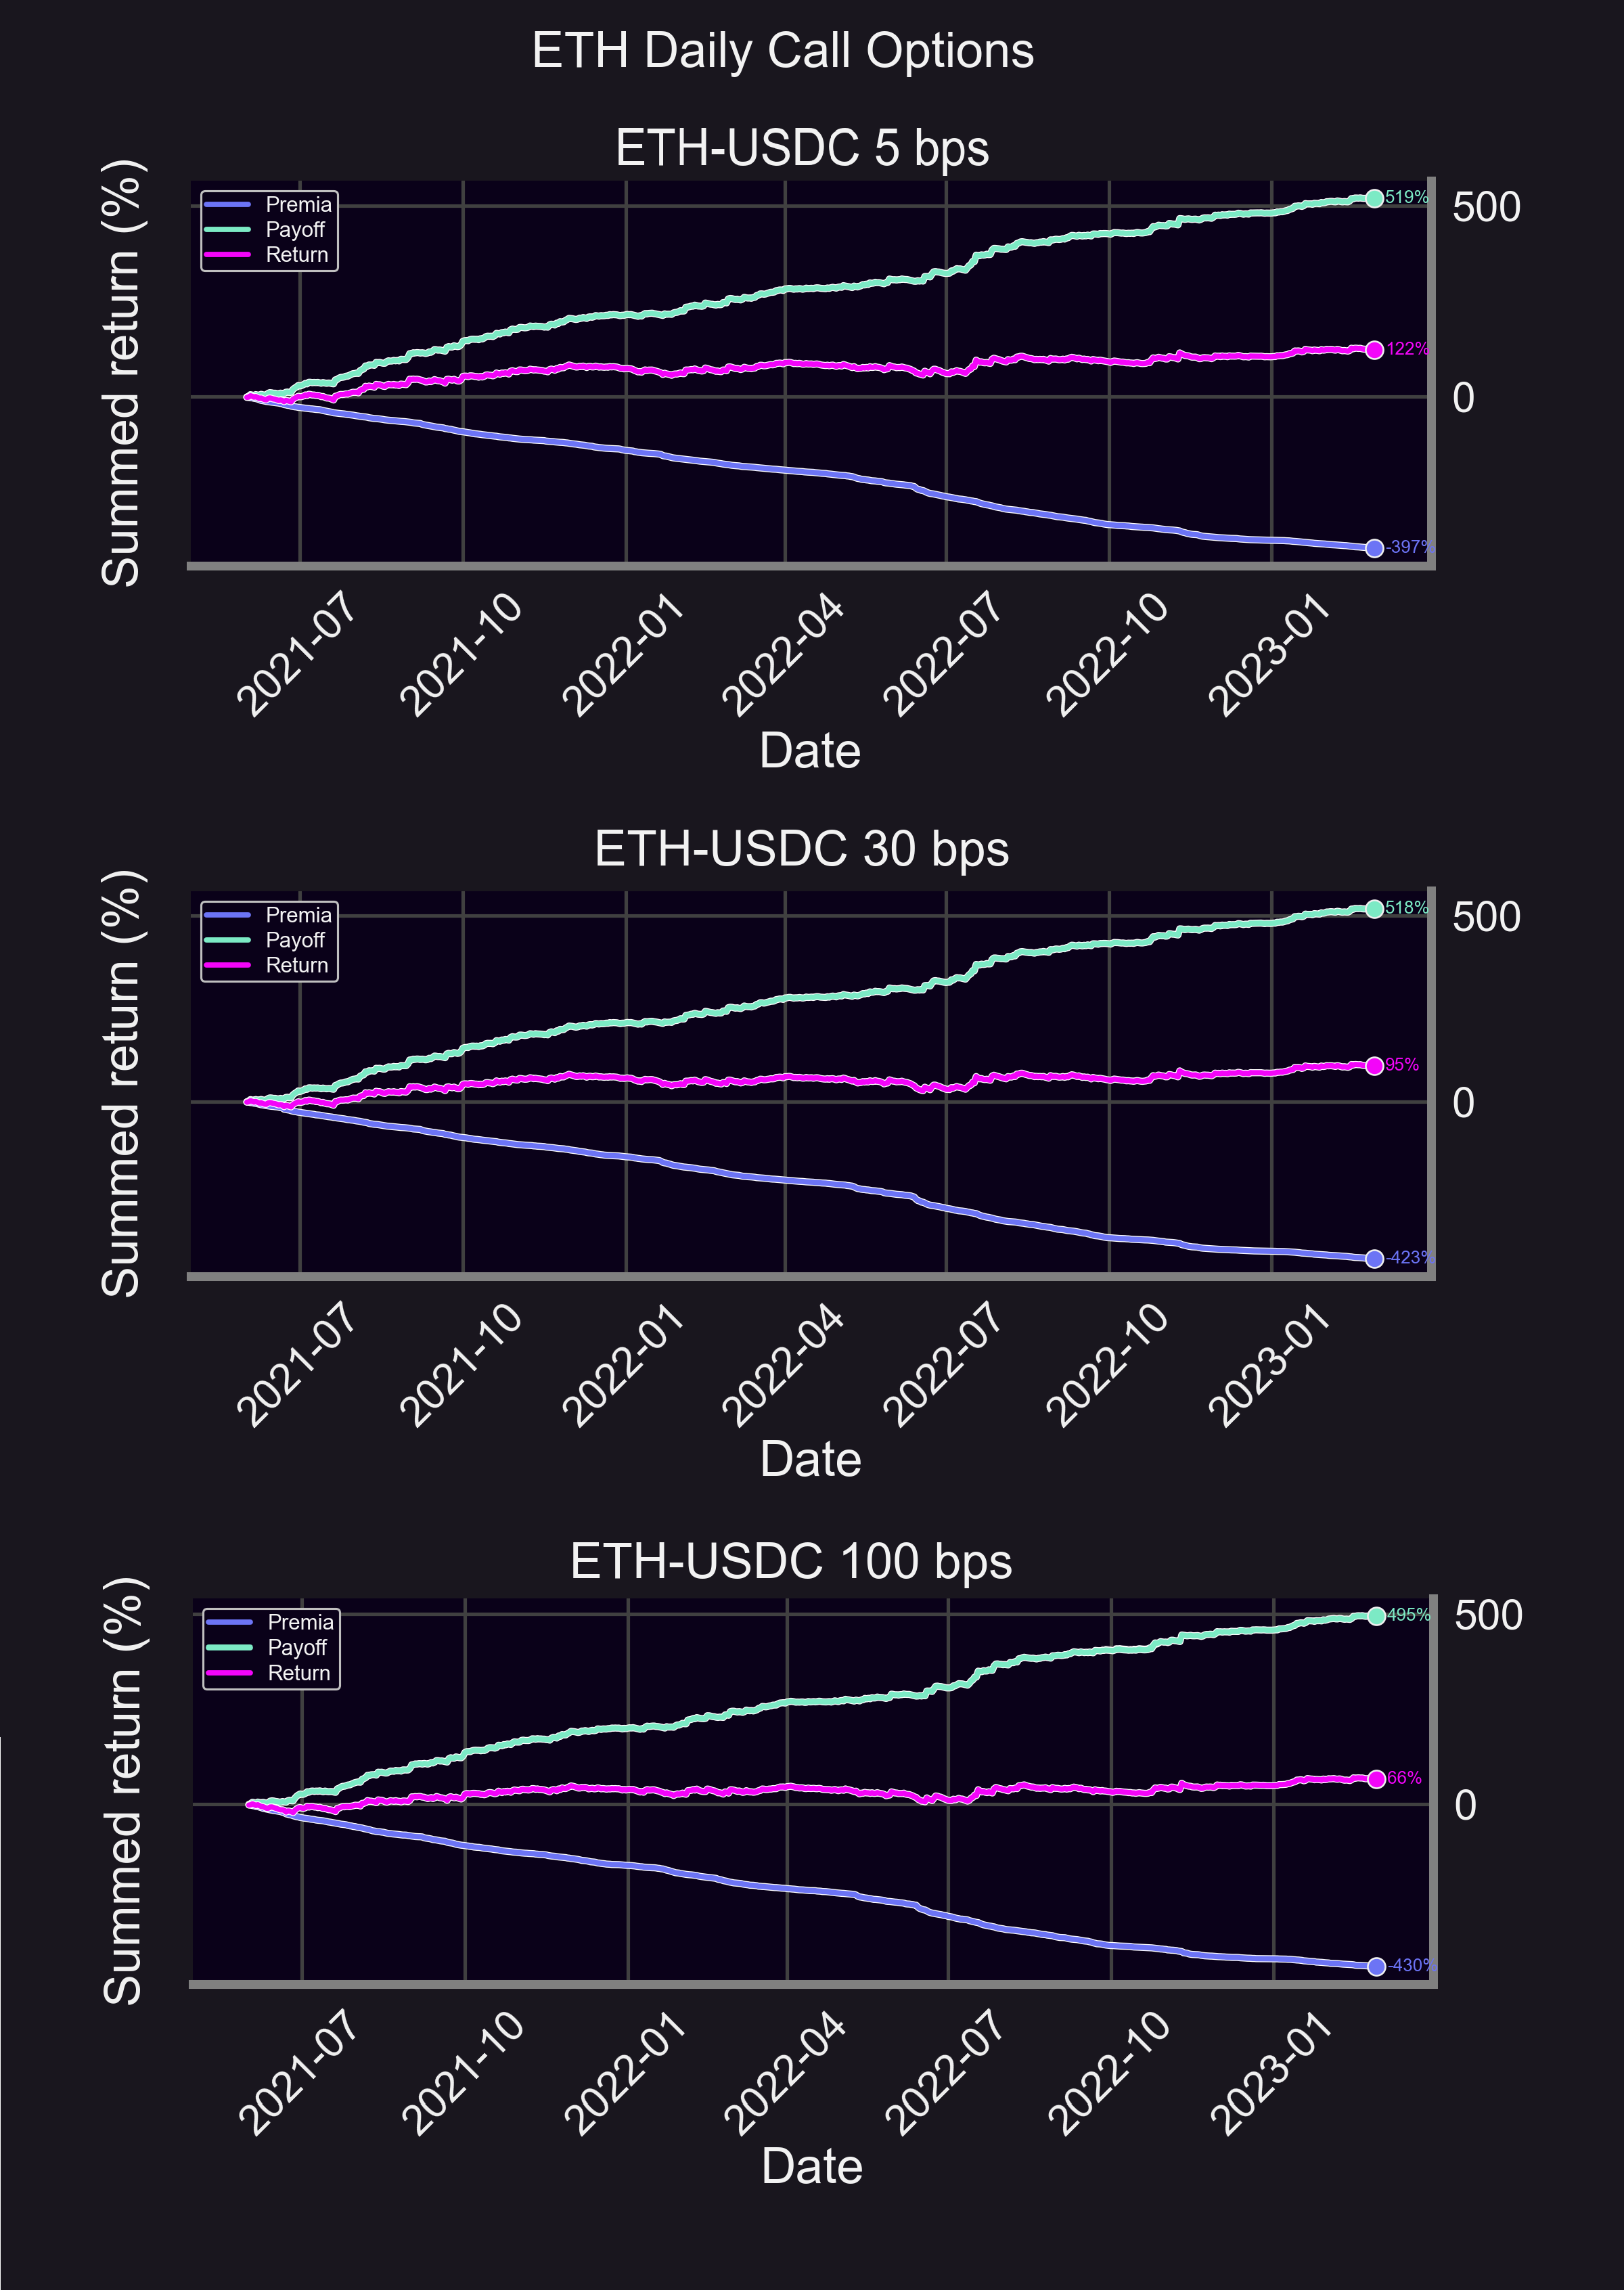 ETH Daily Call Options
ETH-USDC 5 bps
Summed return (%)
Premia
Payoff
Return
519%
122%
-397%
500
0
2021-07
2021-10
2022-01
2022-04
2022-07
2022-10
2023-01
Date
ETH-USDC 30 bps
Summed return (%)
Premia
Payoff
Return
518%
95%
-423%
500
0
2021-07
2021-10
2022-01
2022-04
2022-07
2022-10
2023-01
Date
ETH-USDC 100 bps
Summed return (%)
Premia
Payoff
Return
495%
66%
-430%
500
0
2021-07
2021-10
2022-01
2022-04
2022-07
2022-10
2023-01
Date